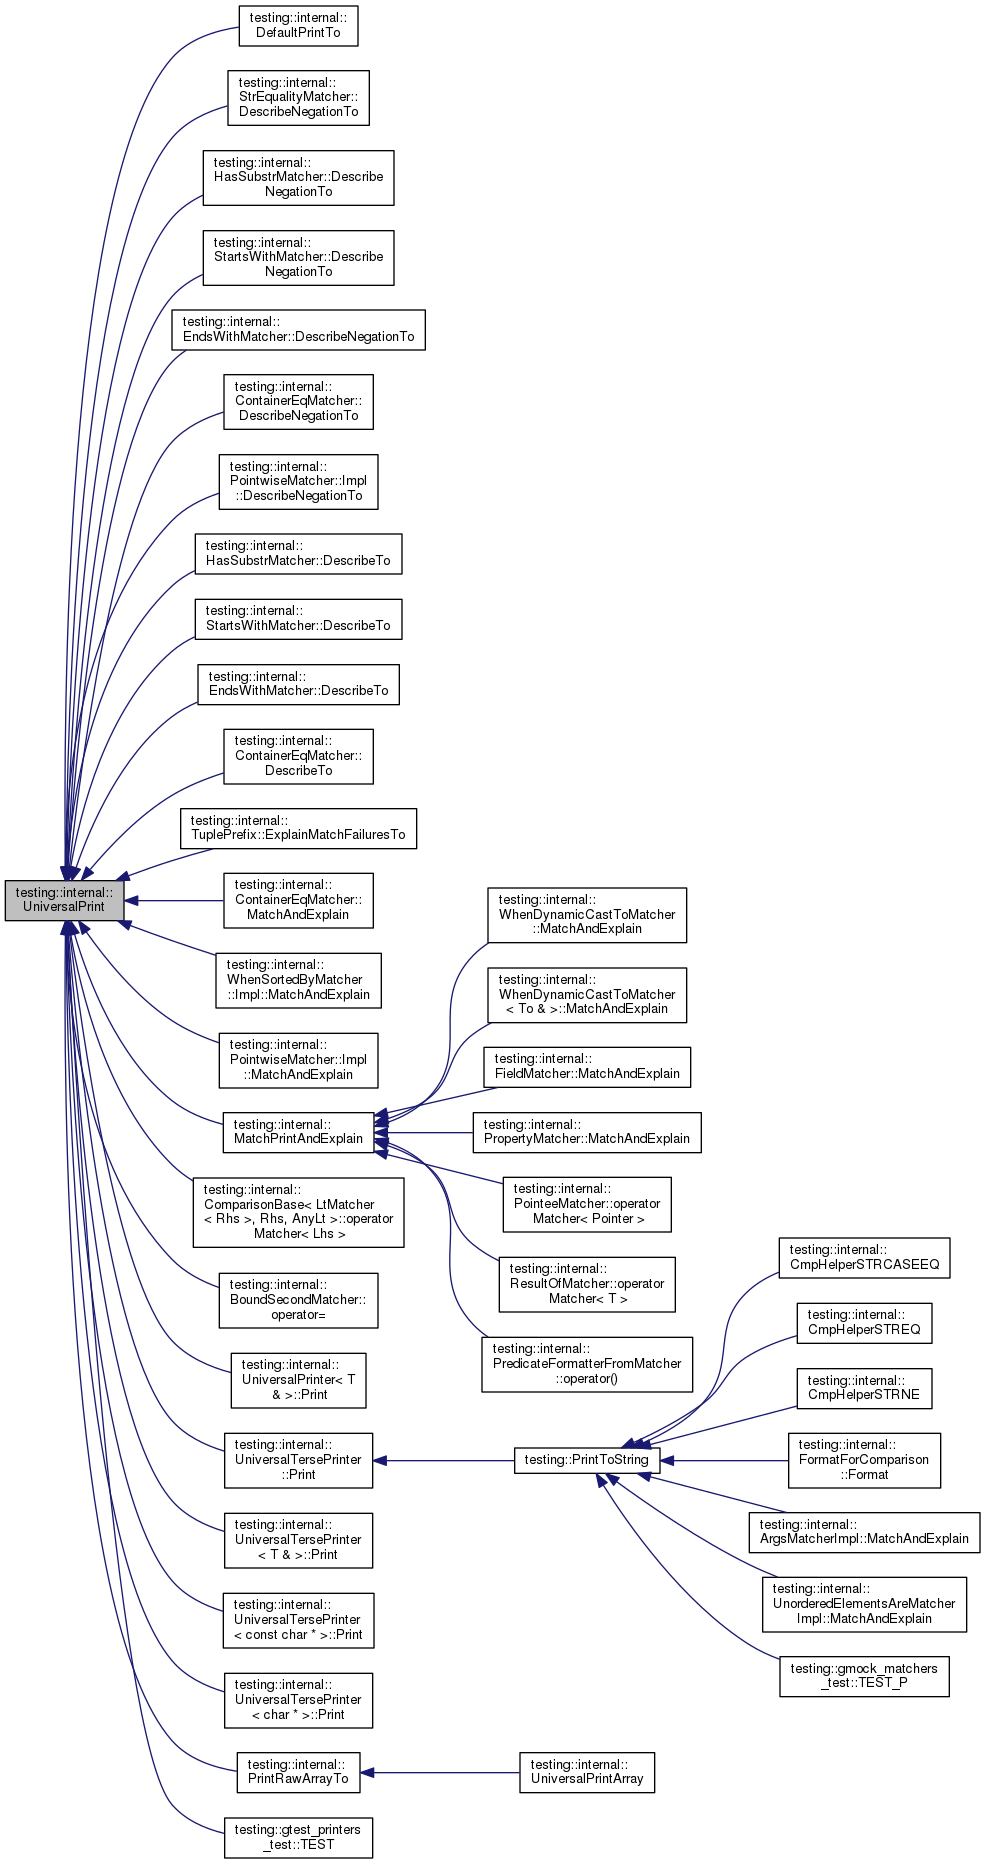 testing::internal::
DefaultPrintTo
testing::internal::
StrEqualityMatcher::
DescribeNegationTo
testing::internal::
HasSubstrMatcher::Describe
NegationTo
testing::internal::
StartsWithMatcher::Describe
NegationTo
testing::internal::
EndsWithMatcher::DescribeNegationTo
testing::internal::
ContainerEqMatcher::
DescribeNegationTo
testing::internal::
PointwiseMatcher::Impl
::DescribeNegationTo
testing::internal::
HasSubstrMatcher::DescribeTo
testing::internal::
StartsWithMatcher::DescribeTo
testing::internal::
EndsWithMatcher::DescribeTo
testing::internal::
ContainerEqMatcher::
DescribeTo
testing::internal::
TuplePrefix::ExplainMatchFailuresTo
testing::internal::
UniversalPrint
testing::internal::
ContainerEqMatcher::
MatchAndExplain
testing::internal::
WhenSortedByMatcher
::Impl::MatchAndExplain
testing::internal::
PointwiseMatcher::Impl
::MatchAndExplain
testing::internal::
MatchPrintAndExplain
testing::internal::
WhenDynamicCastToMatcher
::MatchAndExplain
testing::internal::
WhenDynamicCastToMatcher
< To & >::MatchAndExplain
testing::internal::
FieldMatcher::MatchAndExplain
testing::internal::
PropertyMatcher::MatchAndExplain
testing::internal::
PointeeMatcher::operator
Matcher< Pointer >
testing::internal::
ResultOfMatcher::operator
Matcher< T >
testing::internal::
PredicateFormatterFromMatcher
::operator()
testing::internal::
ComparisonBase< LtMatcher
< Rhs >, Rhs, AnyLt >::operator
Matcher< Lhs >
testing::internal::
BoundSecondMatcher::
operator=
testing::internal::
UniversalPrinter< T
& >::Print
testing::internal::
UniversalTersePrinter
::Print
testing::PrintToString
testing::internal::
CmpHelperSTRCASEEQ
testing::internal::
CmpHelperSTREQ
testing::internal::
CmpHelperSTRNE
testing::internal::
FormatForComparison
::Format
testing::internal::
ArgsMatcherImpl::MatchAndExplain
testing::internal::
UnorderedElementsAreMatcher
Impl::MatchAndExplain
testing::gmock_matchers
_test::TEST_P
testing::internal::
UniversalTersePrinter
< T & >::Print
testing::internal::
UniversalTersePrinter
< const char * >::Print
testing::internal::
UniversalTersePrinter
< char * >::Print
testing::internal::
PrintRawArrayTo
testing::internal::
UniversalPrintArray
testing::gtest_printers
_test::TEST